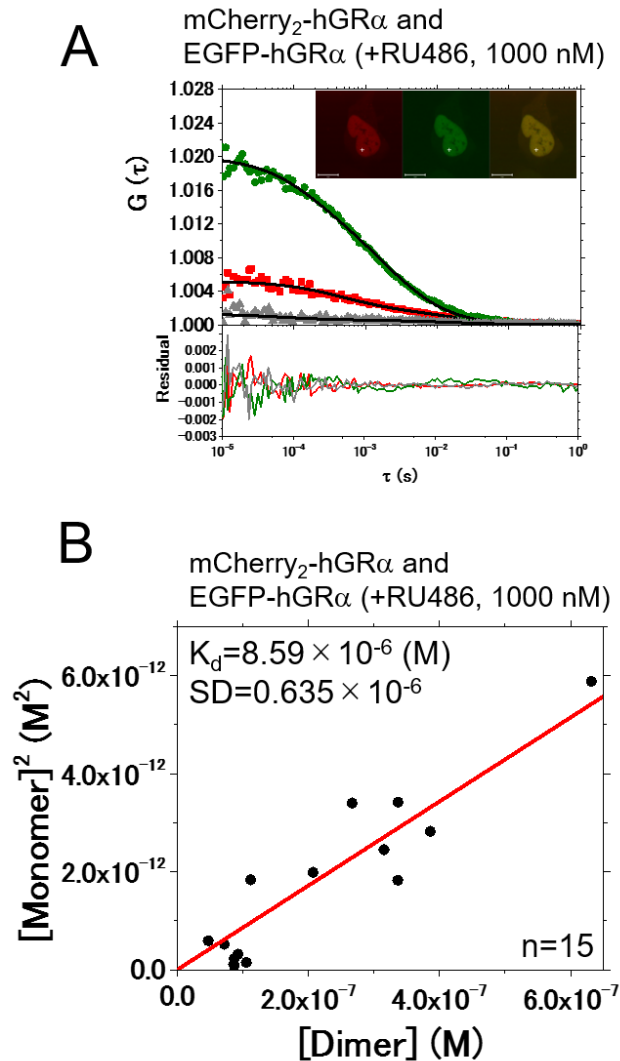 A
mCherry₂-hGRα and
EGFP-hGRα (+RU486, 1000 nM)
G (τ)
1.028
1.024
1.020
1.016
1.012
1.008
1.004
1.000
Residual
0.002
0.001
0.000
−0.001
−0.002
−0.003
10⁻⁵
10⁻⁴
10⁻³
10⁻²
10⁻¹
10⁰
τ (s)
B
mCherry₂-hGRα and
EGFP-hGRα (+RU486, 1000 nM)
K_d=8.59×10⁻⁶ (M)
SD=0.635×10⁻⁶
[Monomer]² (M²)
6.0x10⁻¹²
4.0x10⁻¹²
2.0x10⁻¹²
0.0
n=15
0.0
2.0x10⁻⁷
4.0x10⁻⁷
6.0x10⁻⁷
[Dimer] (M)